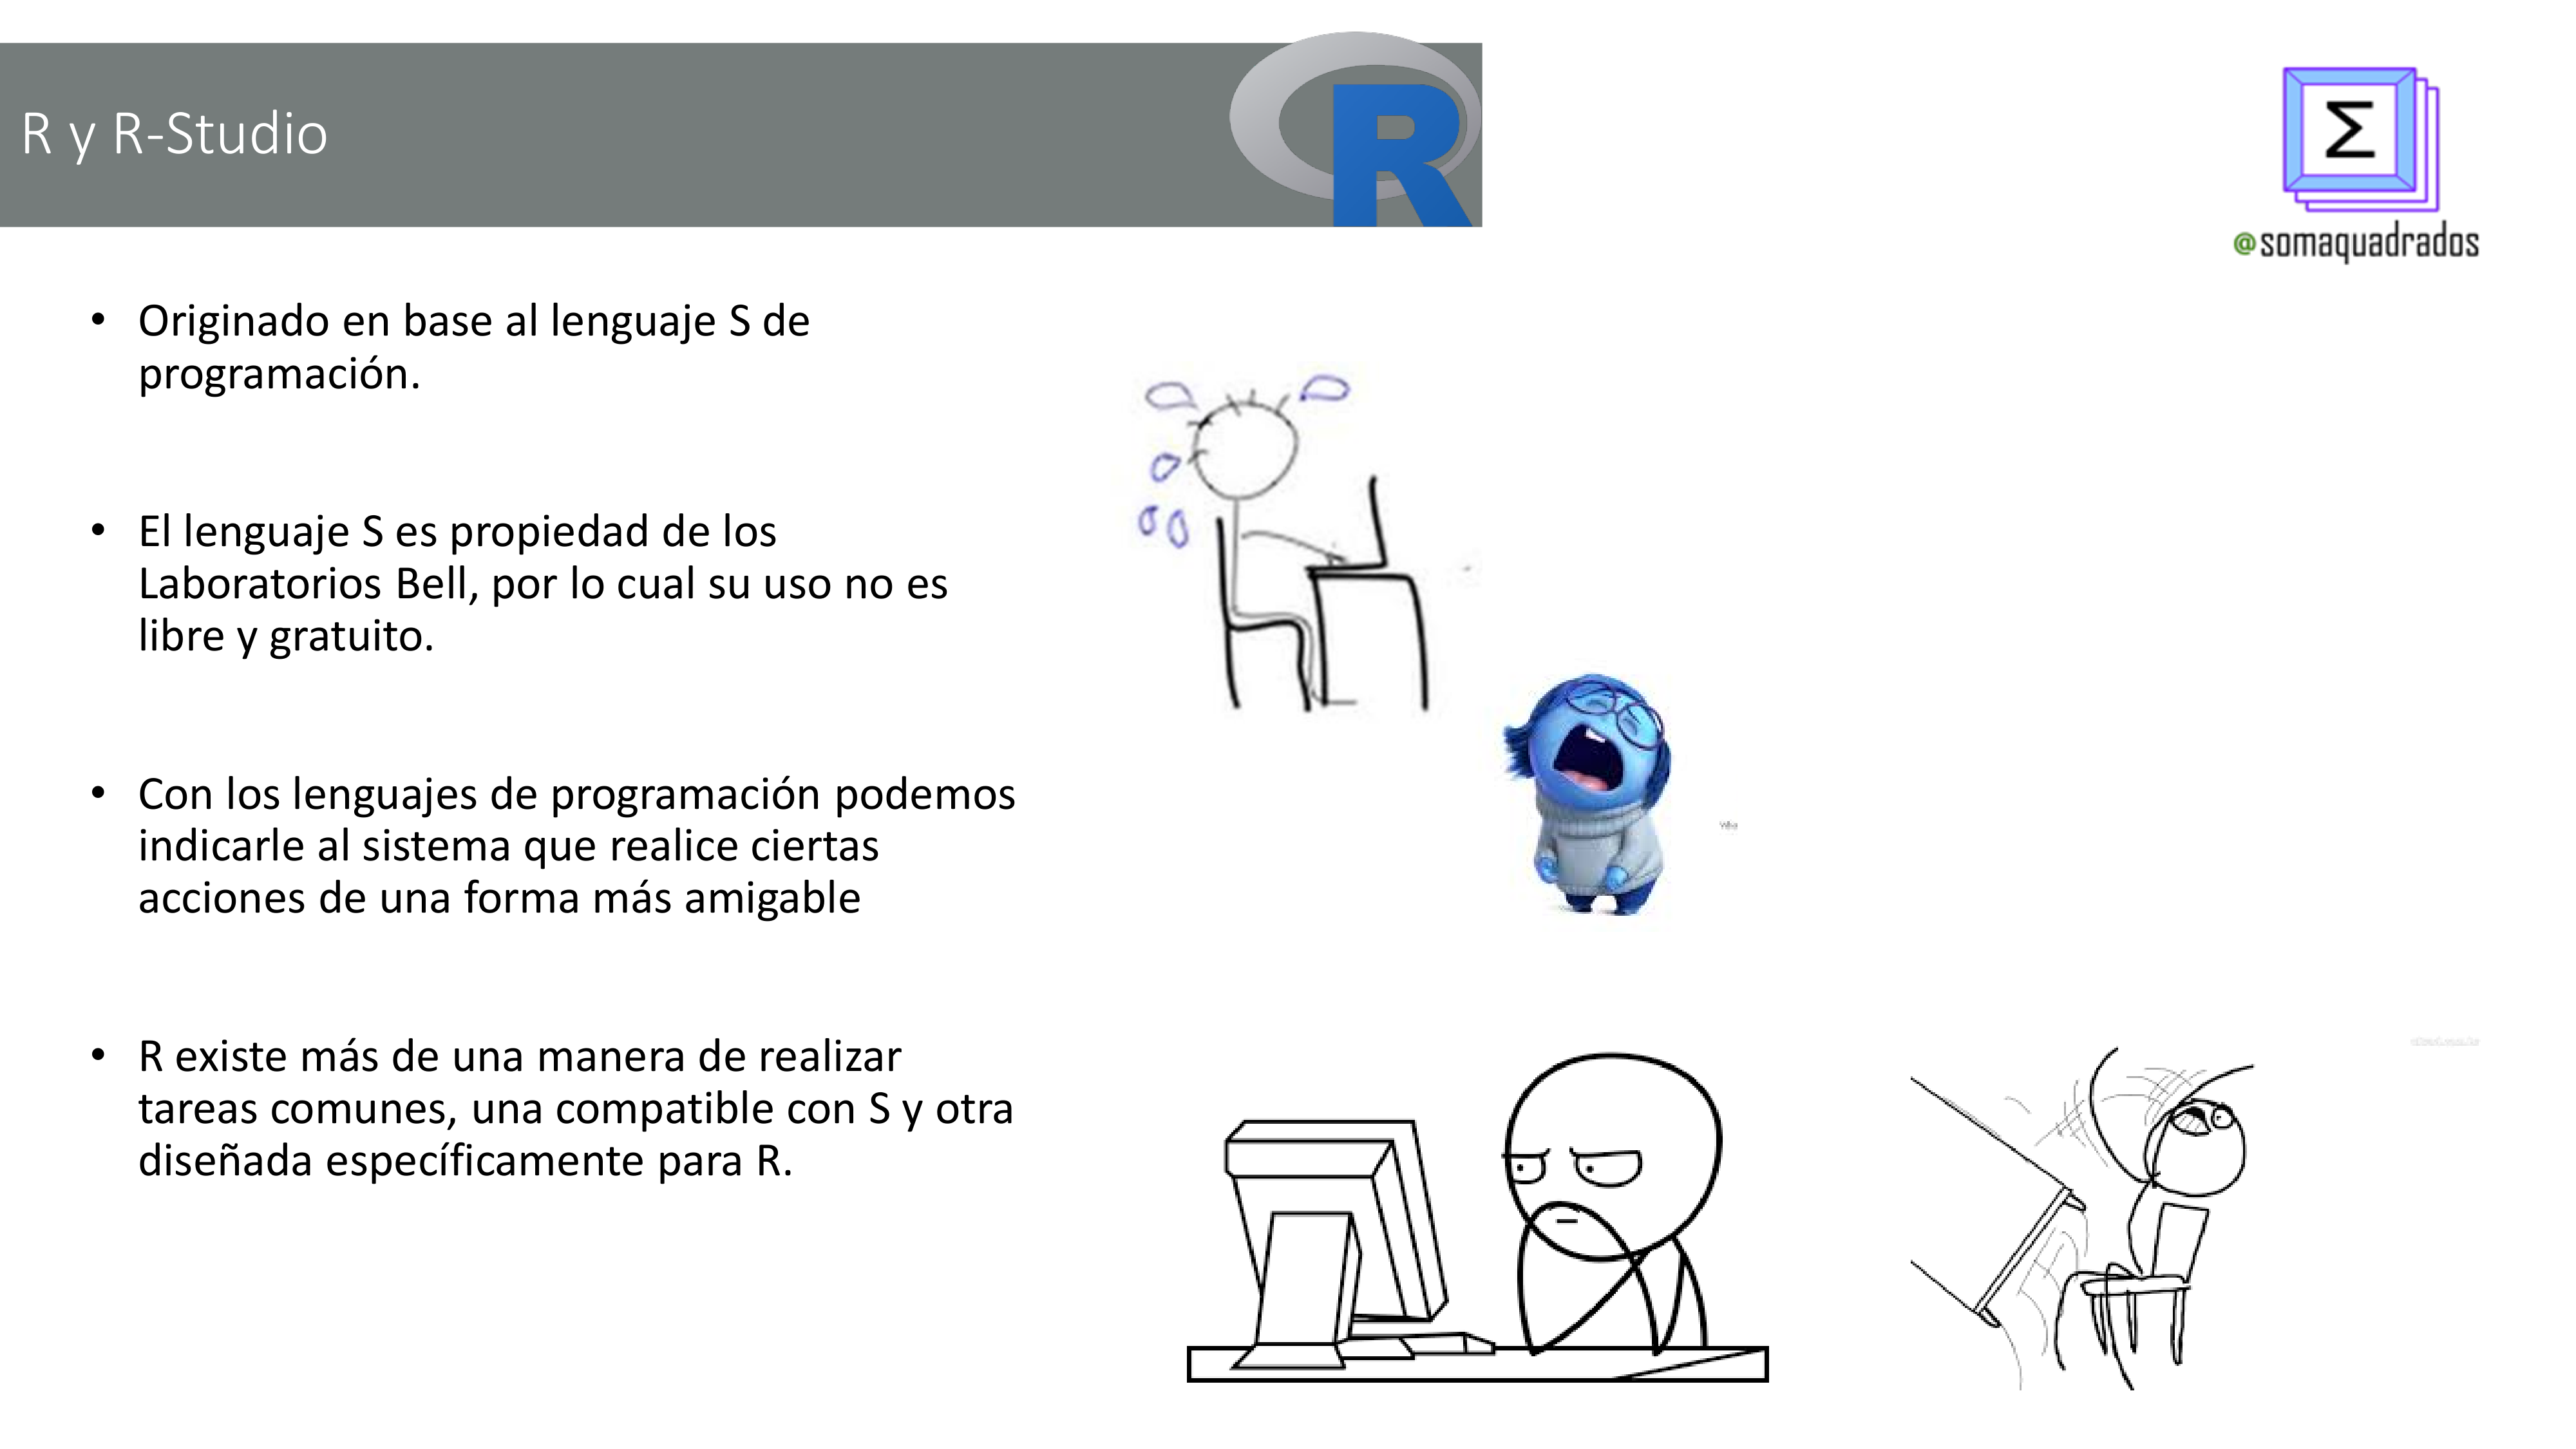 R y R-Studio
R
Σ
@somaquadrados
• Originado en base al lenguaje S de
programación.
• El lenguaje S es propiedad de los
Laboratorios Bell, por lo cual su uso no es
libre y gratuito.
• Con los lenguajes de programación podemos
indicarle al sistema que realice ciertas
acciones de una forma más amigable
• R existe más de una manera de realizar
tareas comunes, una compatible con S y otra
diseñada específicamente para R.